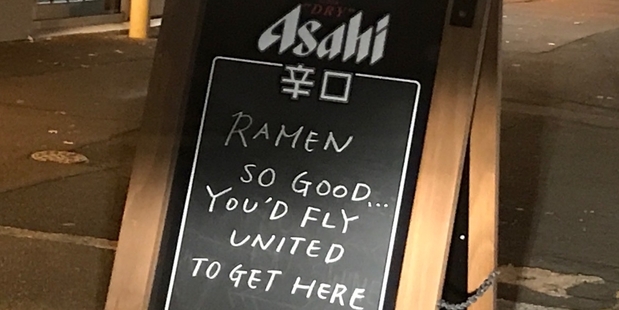 "DRY"
Asahi
辛口
RAMEN
SO GOOD...
YOU'D FLY
UNITED
TO GET HERE